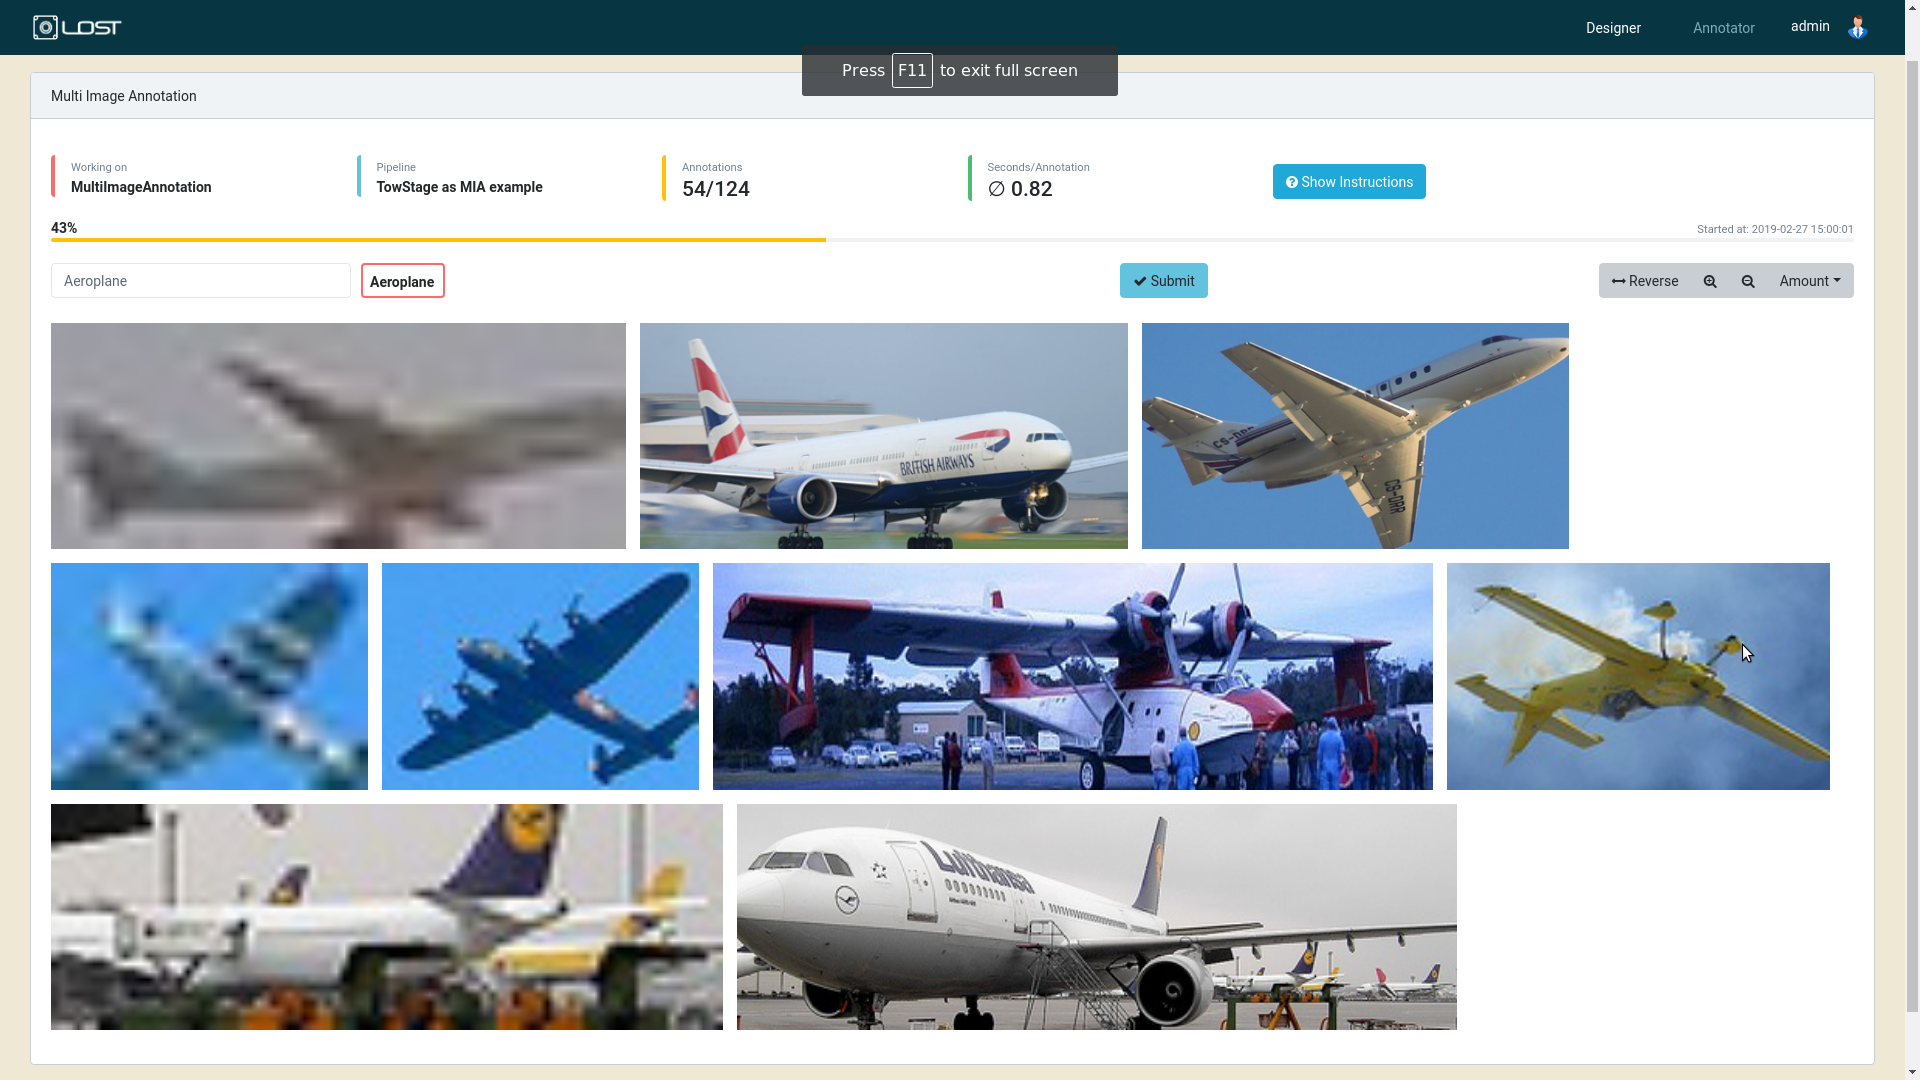 LOST
Designer
Annotator
admin
Press F11 to exit full screen
Multi Image Annotation
Working on
MultiImageAnnotation
Pipeline
TowStage as MIA example
Annotations
54/124
Seconds/Annotation
∅ 0.82
Show Instructions
43%
Started at: 2019-02-27 15:00:01
Aeroplane
Aeroplane
Submit
Reverse
Amount
BRITISH AIRWAYS
CS-DRR
Lufthansa